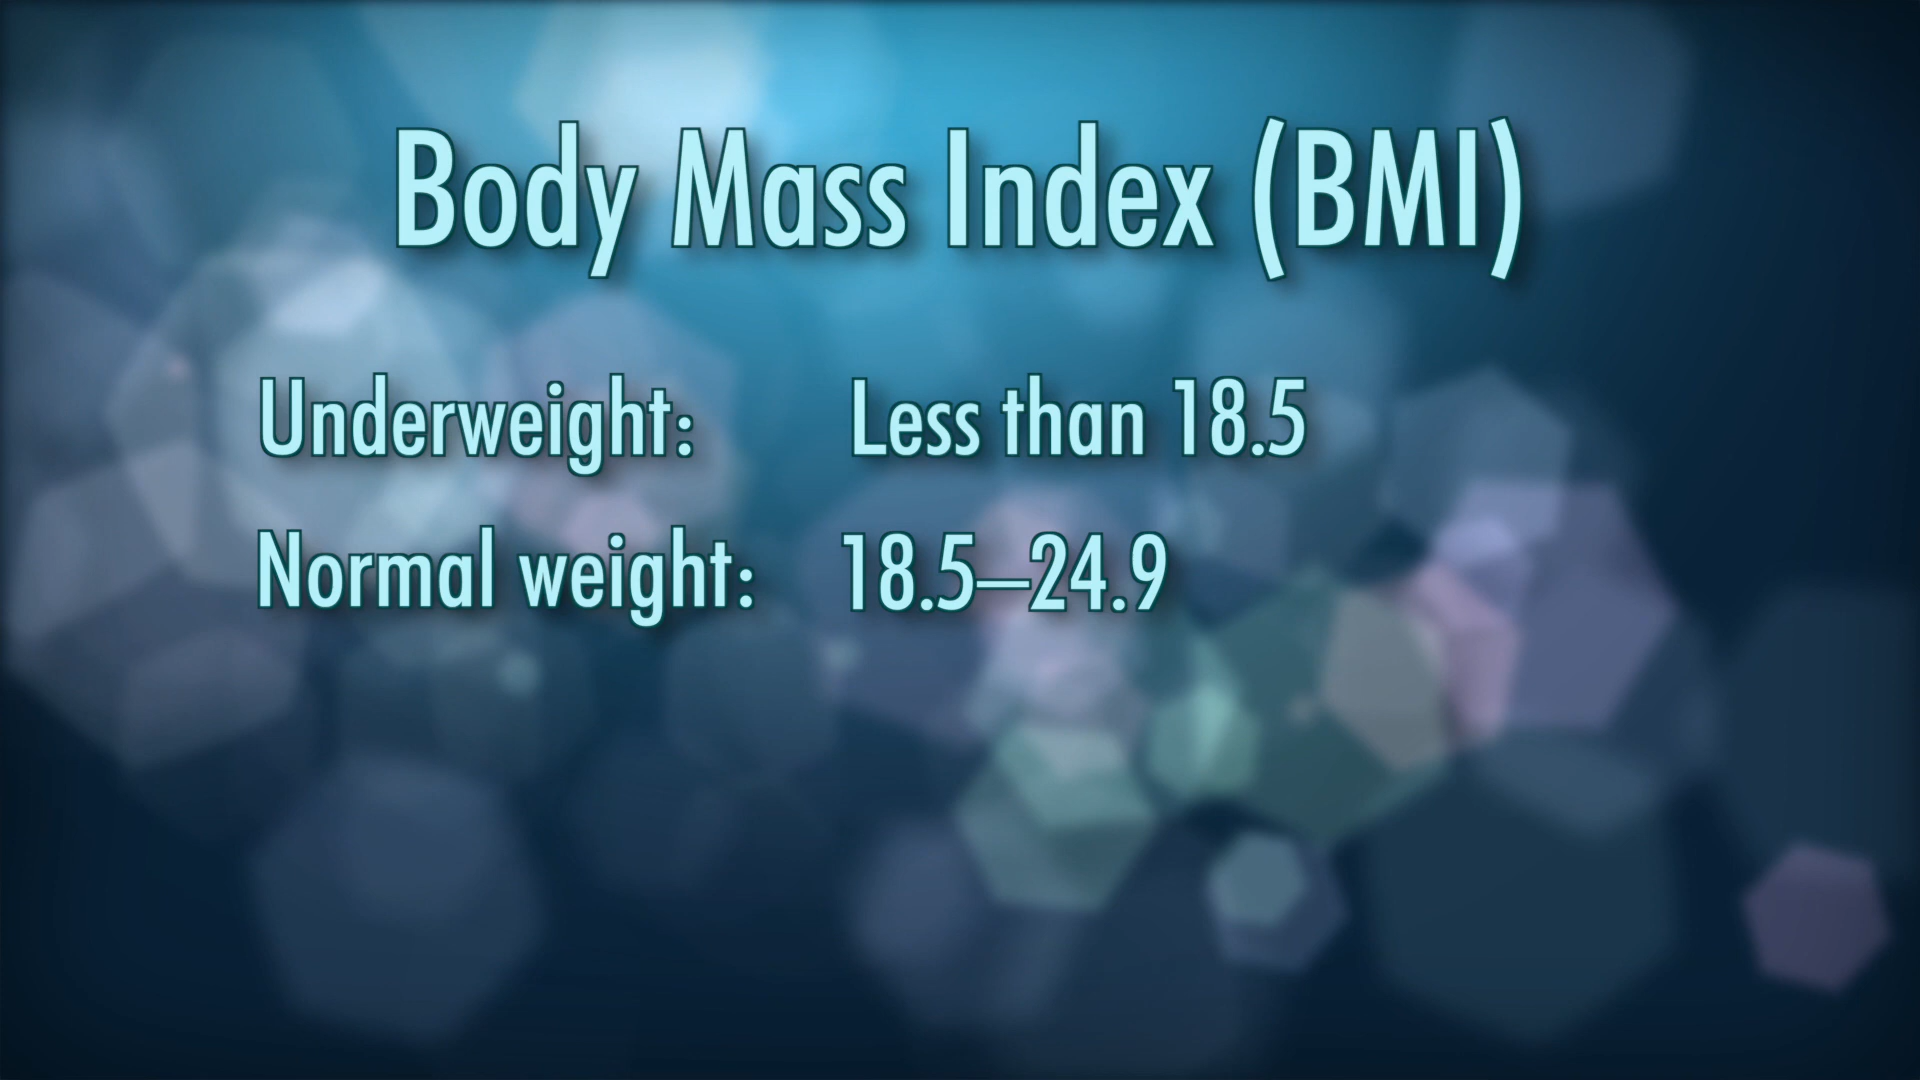 Body Mass Index (BMI)
Underweight: Less than 18.5
Normal weight: 18.5–24.9